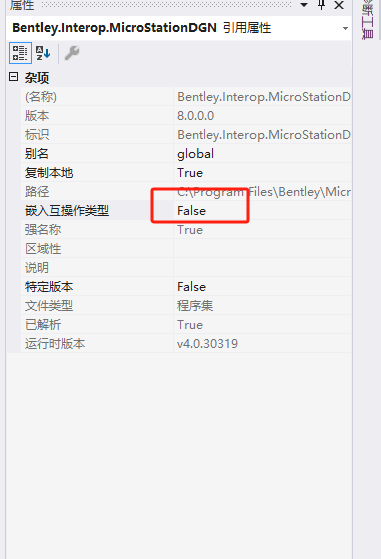 属性
Bentley.Interop.MicroStationDGN 引用属性
杂项
(名称) Bentley.Interop.MicroStationD
版本 8.0.0.0
标识 Bentley.Interop.MicroStationD
别名 global
复制本地 True
路径 C:\Program Files\Bentley\Micr
嵌入互操作类型 False
强名称 True
区域性
说明
特定版本 False
文件类型 程序集
已解析 True
运行时版本 v4.0.30319
断工具